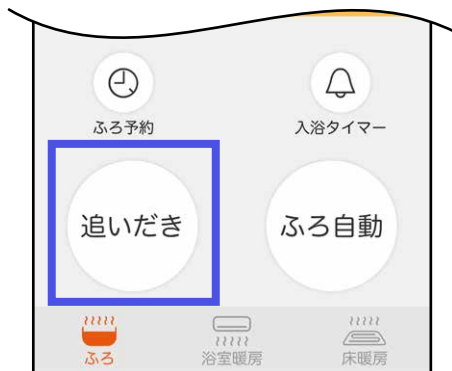 ふろ予約
入浴タイマー
追いだき
ふろ自動
ふろ
浴室暖房
床暖房